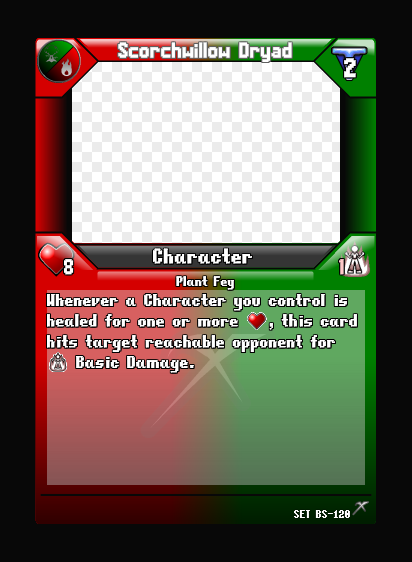 Scorchwillow Dryad
2
Character
8
1
Plant Fey
Whenever a Character you control is
healed for one or more , this card
hits target reachable opponent for
Basic Damage.
SET BS-120